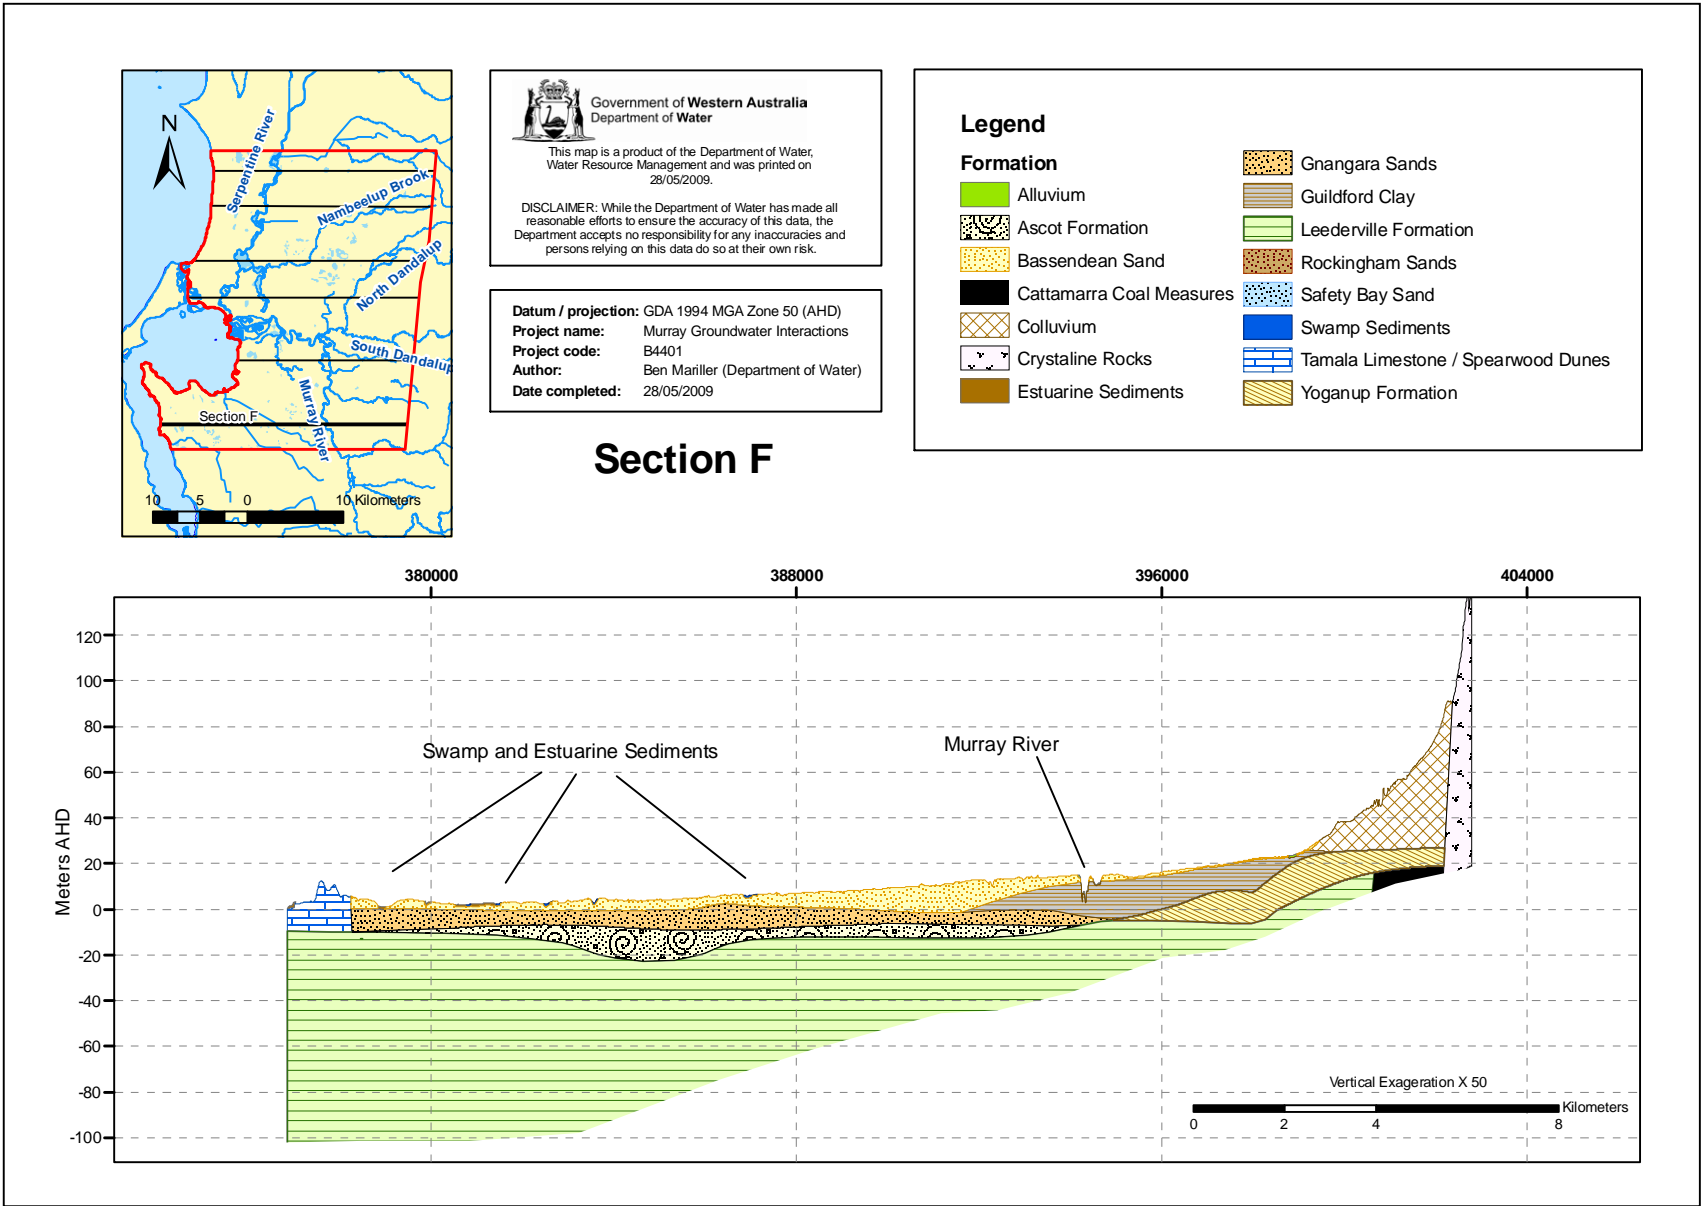 N
Serpentine River
Nambeelup Brook
North Dandalup
South Dandalup
Murray River
Section F
10 5 0 10 Kilometers
Government of Western Australia
Department of Water
This map is a product of the Department of Water,
Water Resource Management and was printed on
28/05/2009.
DISCLAIMER: While the Department of Water has made all
reasonable efforts to ensure the accuracy of this data, the
Department accepts no responsibility for any inaccuracies and
persons relying on this data do so at their own risk.
Datum / projection: GDA 1994 MGA Zone 50 (AHD)
Project name: Murray Groundwater Interactions
Project code: B4401
Author: Ben Mariller (Department of Water)
Date completed: 28/05/2009
Section F
Legend
Formation
Alluvium
Ascot Formation
Bassendean Sand
Cattamarra Coal Measures
Colluvium
Crystaline Rocks
Estuarine Sediments
Gnangara Sands
Guildford Clay
Leederville Formation
Rockingham Sands
Safety Bay Sand
Swamp Sediments
Tamala Limestone / Spearwood Dunes
Yoganup Formation
380000 388000 396000 404000
120
100
80
60
40
20
0
-20
-40
-60
-80
-100
Meters AHD
Swamp and Estuarine Sediments
Murray River
Vertical Exageration X 50
Kilometers
0 2 4 8